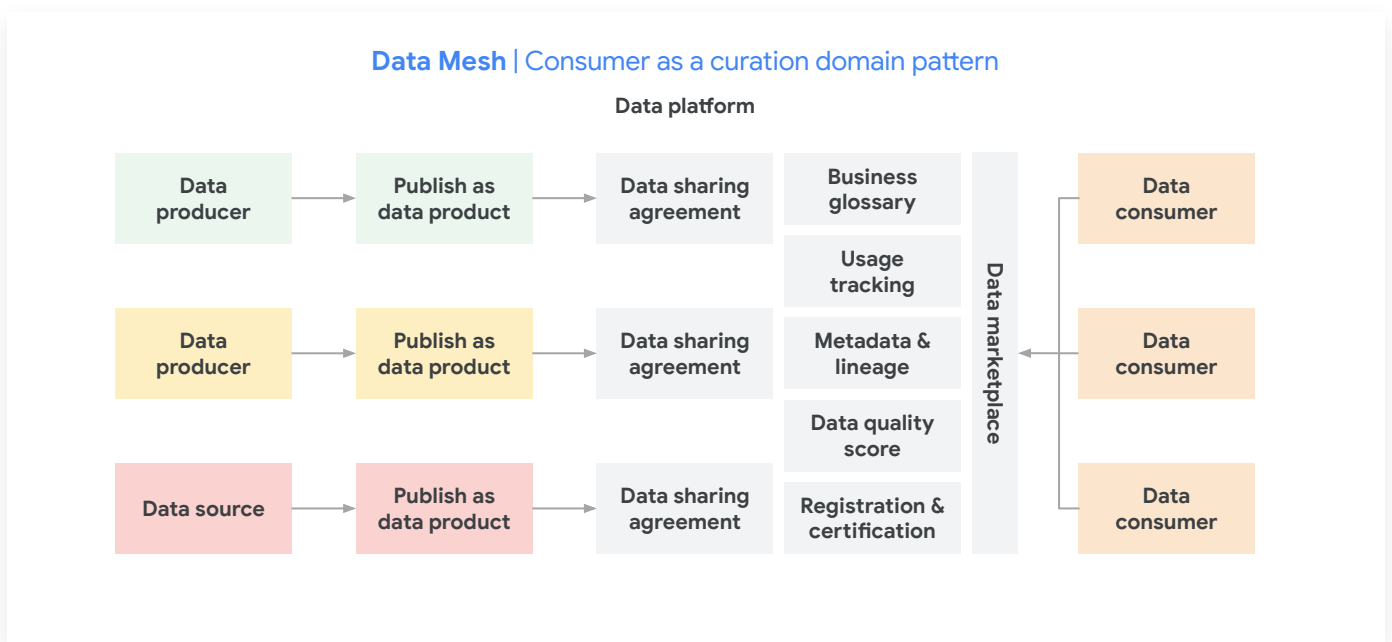 Data Mesh | Consumer as a curation domain pattern
Data platform
Data
producer
Publish as
data product
Data sharing
agreement
Business
glossary
Data
consumer
Usage
tracking
Data
producer
Publish as
data product
Data sharing
agreement
Metadata &
lineage
Data marketplace
Data
consumer
Data quality
score
Data source
Publish as
data product
Data sharing
agreement
Registration &
certification
Data
consumer